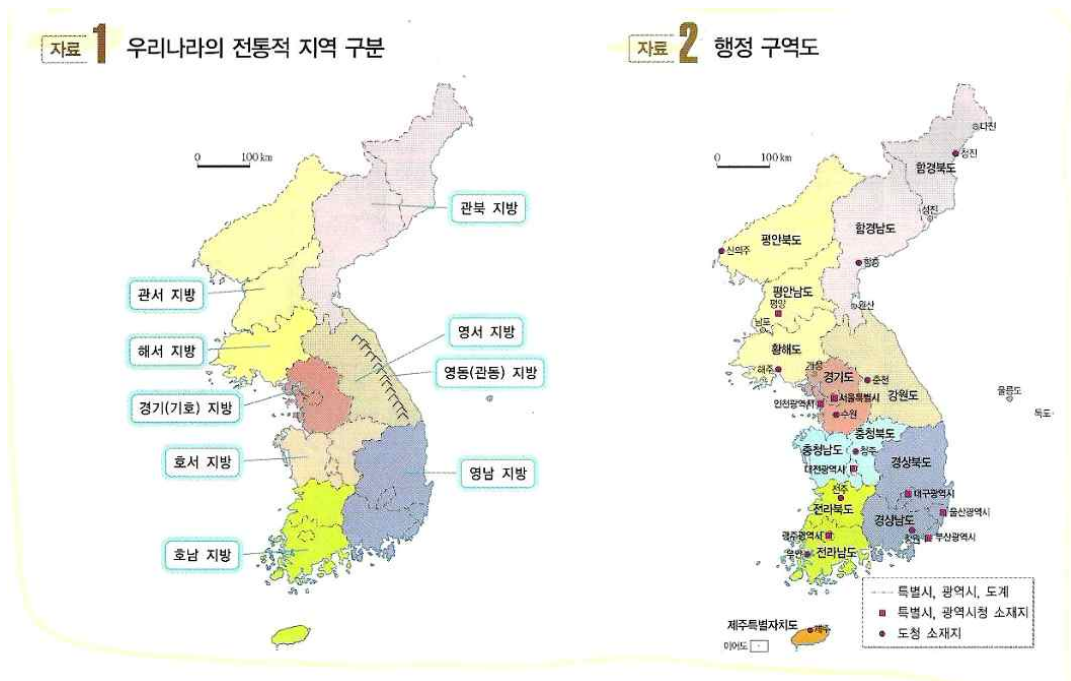 자료 1 우리나라의 전통적 지역 구분
0 100 km
관북 지방
관서 지방
해서 지방
영서 지방
영동(관동) 지방
경기(기호) 지방
호서 지방
영남 지방
호남 지방
자료 2 행정 구역도
0 100 km
청진
함경북도
성진
함경남도
평안북도
신의주
함흥
평안남도
평양
원산
남포
황해도
해주
경기도
춘천
강원도
울릉도
독도
인천광역시
서울특별시
수원
충청북도
충청남도
청주
대전광역시
경상북도
전주
대구광역시
전라북도
울산광역시
경상남도
창원
부산광역시
광주광역시
무안
전라남도
제주특별자치도
제주
이어도
특별시, 광역시, 도계
특별시, 광역시청 소재지
도청 소재지